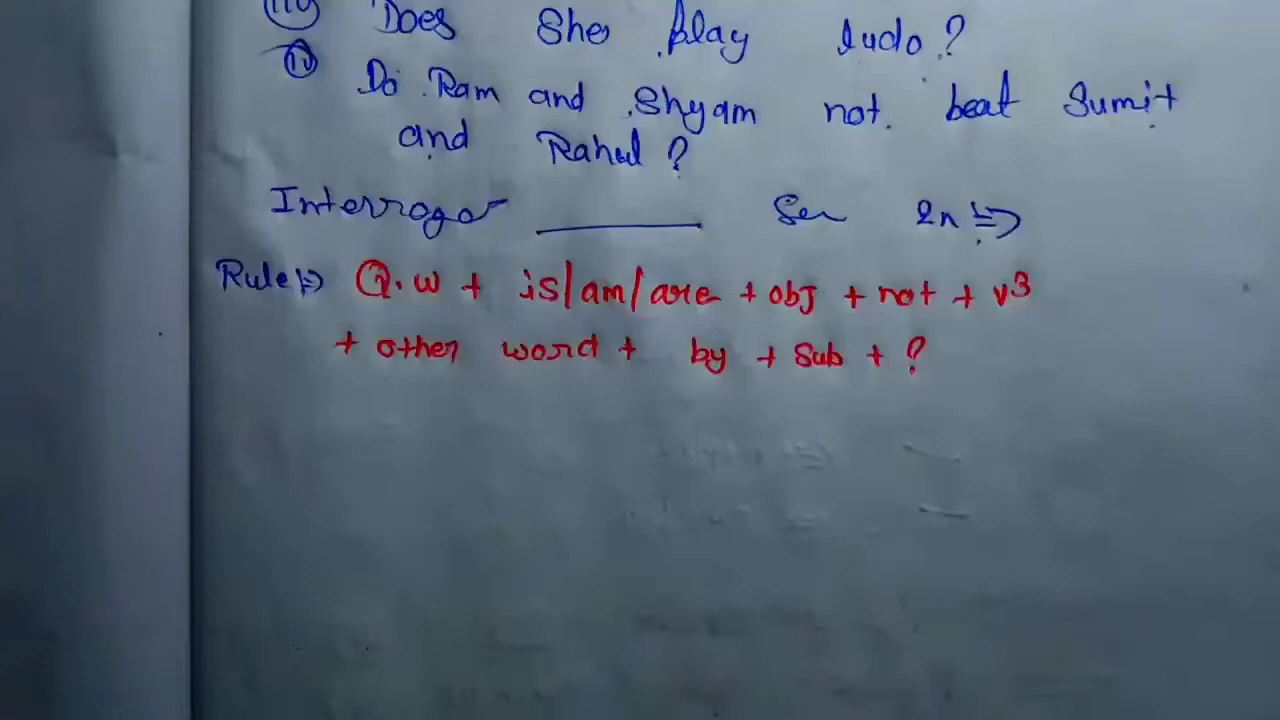 (iii) Does She play ludo?
(iv) Do Ram and Shyam not beat Sumit
and Rahul?
Interrogat ______ Sen 2n ⇒
Rule:⇒ Q.w + is/am/are + obj + not + v3
+ other word + by + Sub + ?